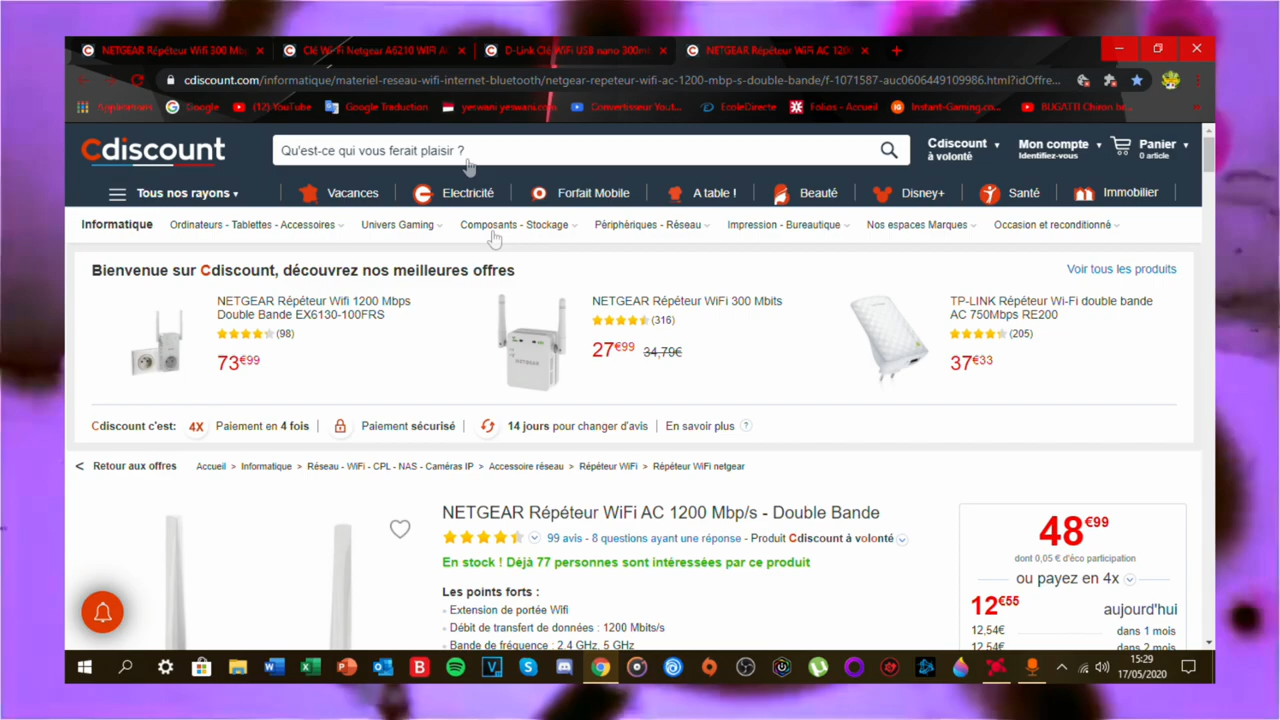 NETGEAR Répéteur Wifi 300 Mb
Clé Wi-Fi Netgear A6210 WIFI A
D-Link Clé WiFi USB nano 300m
NETGEAR Répéteur WiFi AC 120
cdiscount.com/informatique/materiel-reseau-wifi-internet-bluetooth/netgear-repeteur-wifi-ac-1200-mbp-s-double-bande/f-1071587-auc0606449109986.html?idOffre...
Applications
Google
(12) YouTube
Google Traduction
yeswani yeswani.com
Convertisseur Yout...
EcoleDirecte
Folios - Accueil
Instant-Gaming.co...
BUGATTI Chiron be...
Cdiscount
Qu'est-ce qui vous ferait plaisir ?
Cdiscount
à volonté
Mon compte
Identifiez-vous
Panier
0 article
Tous nos rayons
Vacances
Electricité
Forfait Mobile
A table !
Beauté
Disney+
Santé
Immobilier
Informatique
Ordinateurs - Tablettes - Accessoires
Univers Gaming
Composants - Stockage
Périphériques - Réseau
Impression - Bureautique
Nos espaces Marques
Occasion et reconditionné
Bienvenue sur Cdiscount, découvrez nos meilleures offres
Voir tous les produits
NETGEAR Répéteur Wifi 1200 Mbps
Double Bande EX6130-100FRS
(98)
73€99
NETGEAR Répéteur WiFi 300 Mbits
(316)
27€99 34,79€
TP-LINK Répéteur Wi-Fi double bande
AC 750Mbps RE200
(205)
37€33
Cdiscount c'est:
4X Paiement en 4 fois
Paiement sécurisé
14 jours pour changer d'avis
En savoir plus ?
< Retour aux offres
Accueil > Informatique > Réseau - WiFi - CPL - NAS - Caméras IP > Accessoire réseau > Répéteur WiFi > Répéteur WiFi netgear
NETGEAR Répéteur WiFi AC 1200 Mbp/s - Double Bande
99 avis - 8 questions ayant une réponse - Produit Cdiscount à volonté
En stock ! Déjà 77 personnes sont intéressées par ce produit
Les points forts :
Extension de portée Wifi
Débit de transfert de données : 1200 Mbits/s
Bande de fréquence : 2.4 GHz, 5 GHz
48€99
dont 0,05 € d'éco participation
ou payez en 4x
12€55 aujourd'hui
12,54€ dans 1 mois
12,54€ dans 2 mois
15:29
17/05/2020